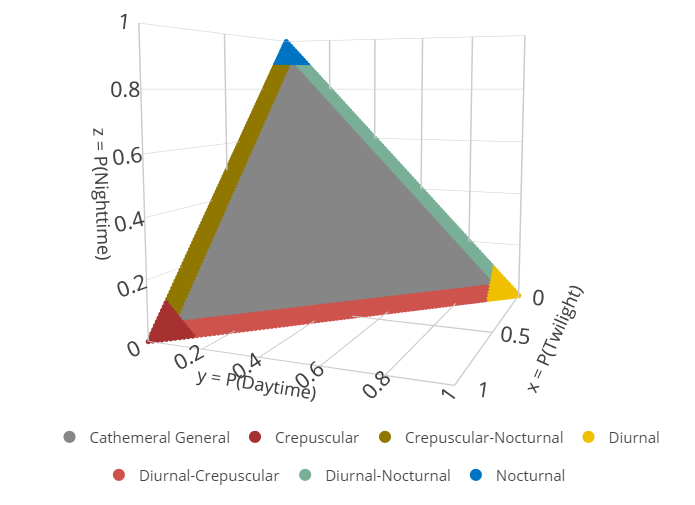 1
0.8
0.6
0.4
0.2
0
z = P(Nighttime)
0.2
0.4
0.6
0.8
1
y = P(Daytime)
0
0.5
1
x = P(Twilight)
Cathemeral General
Crepuscular
Crepuscular-Nocturnal
Diurnal
Diurnal-Crepuscular
Diurnal-Nocturnal
Nocturnal